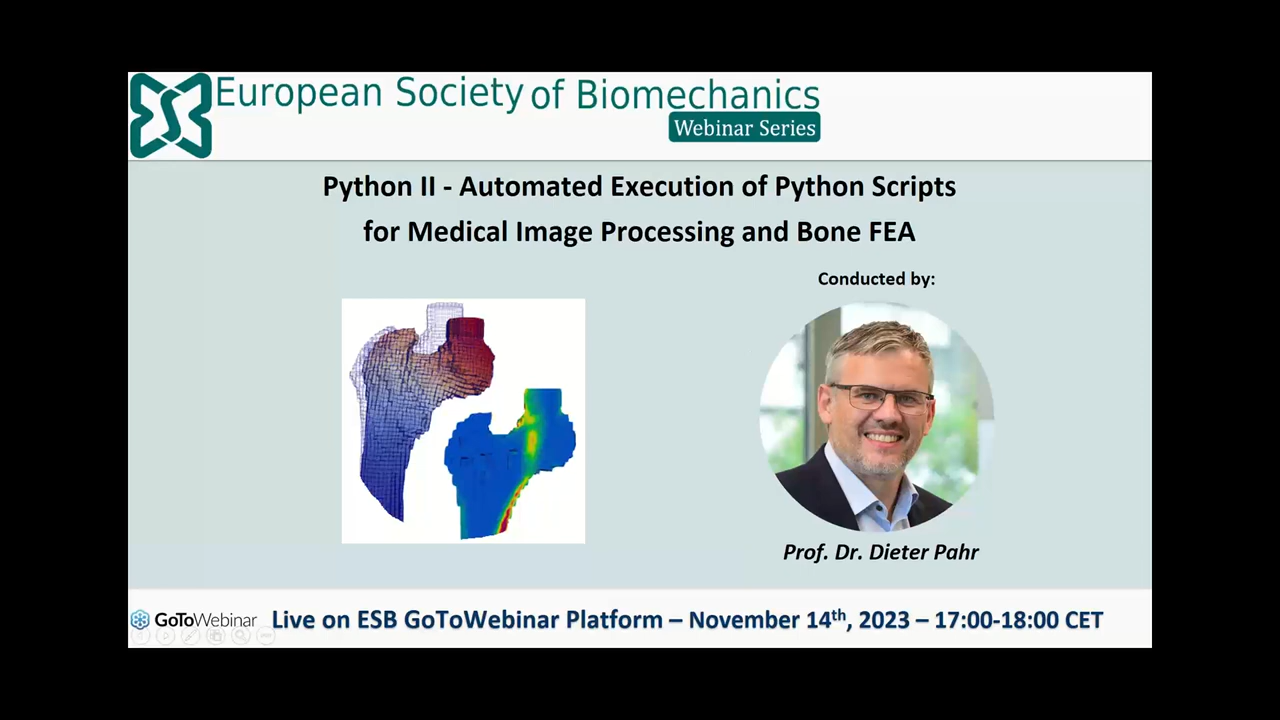 European Society of Biomechanics
Webinar Series
Python II - Automated Execution of Python Scripts
for Medical Image Processing and Bone FEA
Conducted by:
Prof. Dr. Dieter Pahr
GoToWebinar
Live on ESB GoToWebinar Platform – November 14th, 2023 – 17:00-18:00 CET